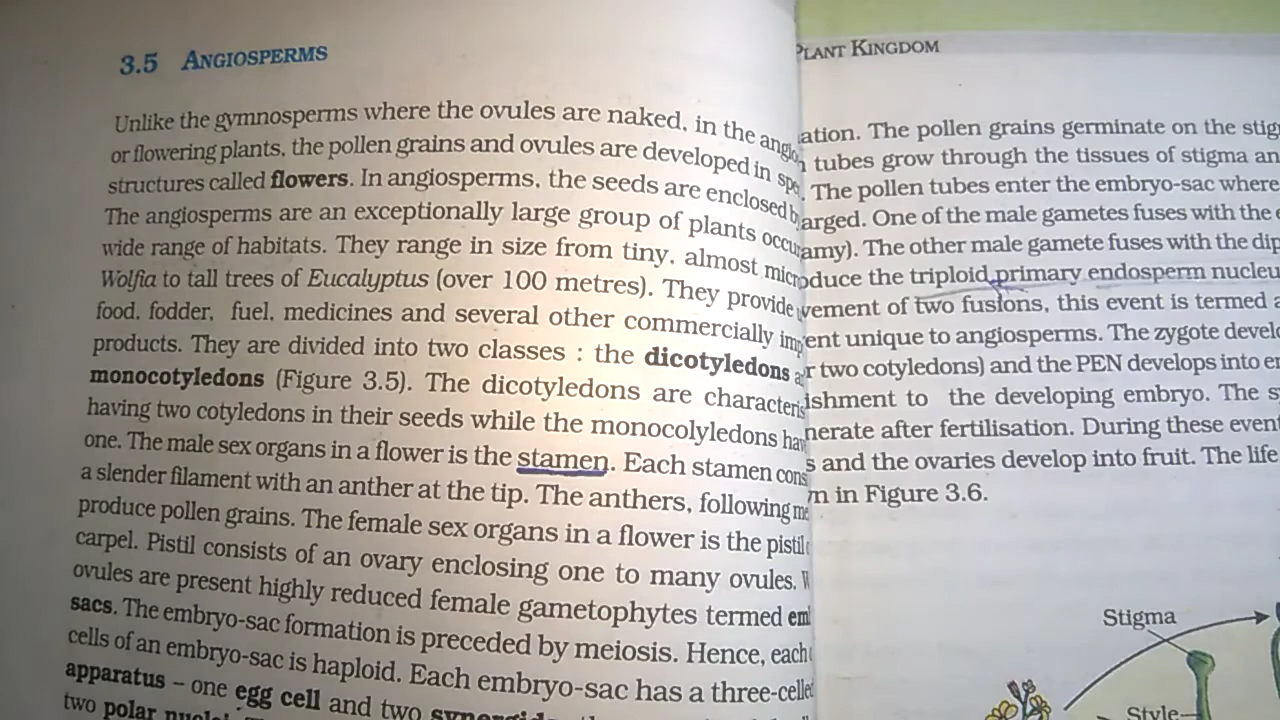 3.5 ANGIOSPERMS
Unlike the gymnosperms where the ovules are naked, in the
or flowering plants, the pollen grains and ovules are developed in
structures called flowers. In angiosperms, the seeds are enclosed
The angiosperms are an exceptionally large group of plants
wide range of habitats. They range in size from tiny, almost
Wolfia to tall trees of Eucalyptus (over 100 metres). They provide
food, fodder, fuel, medicines and several other commercially
products. They are divided into two classes : the dicotyledons
monocotyledons (Figure 3.5). The dicotyledons are
having two cotyledons in their seeds while the monocolyledons
one. The male sex organs in a flower is the stamen. Each stamen
a slender filament with an anther at the tip. The anthers, following
produce pollen grains. The female sex organs in a flower is the pistil
carpel. Pistil consists of an ovary enclosing one to many ovules.
ovules are present highly reduced female gametophytes termed
sacs. The embryo-sac formation is preceded by meiosis. Hence, each
cells of an embryo-sac is haploid. Each embryo-sac has a three-celled
apparatus – one egg cell and two
two polar nuclei
PLANT KINGDOM
The pollen grains germinate on the
tubes grow through the tissues of stigma
The pollen tubes enter the embryo-sac where
One of the male gametes fuses with the
The other male gamete fuses with the
the triploid primary endosperm
of two fusions, this event is termed
unique to angiosperms. The zygote
two cotyledons) and the PEN develops into
to the developing embryo. The
after fertilisation. During these
and the ovaries develop into fruit. The life
in Figure 3.6.
Stigma
Style